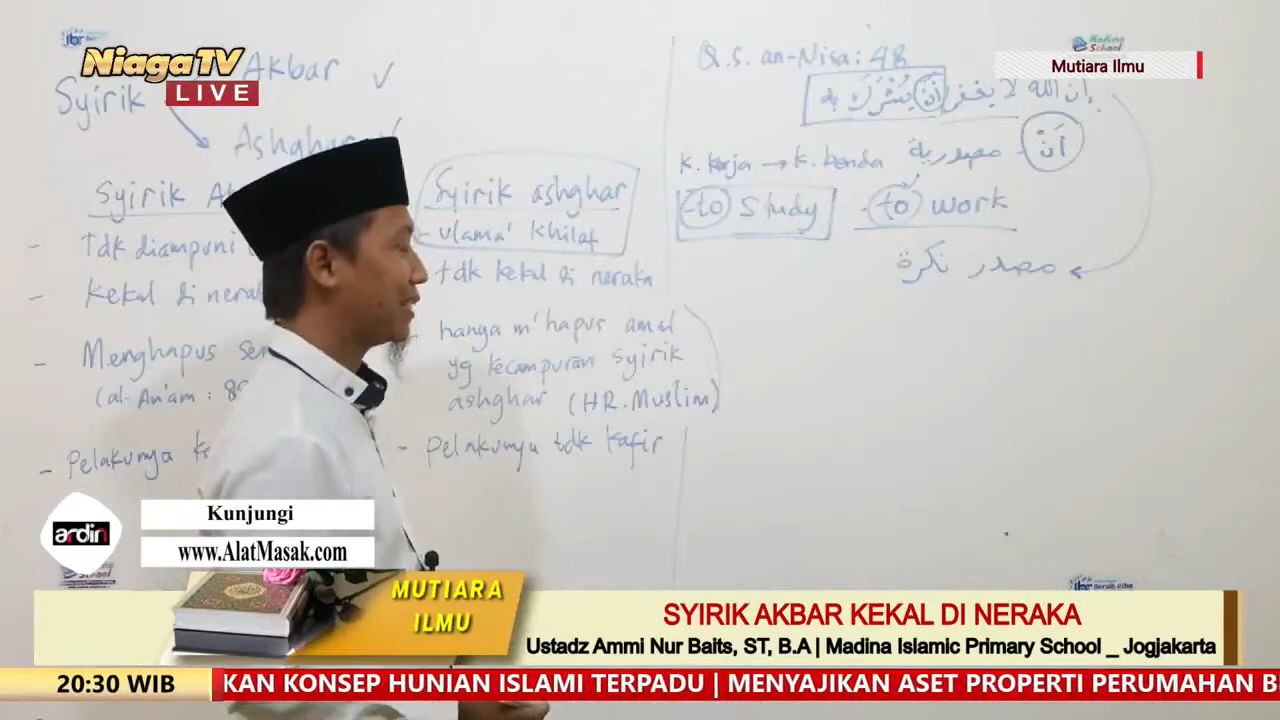 NiagaTV
LIVE
Mutiara Ilmu
Madina
School
Akbar ✓
Syirik
Ashghar ✓
Syirik A
- Tdk diampuni
- Kekal di nerak
- Menghapus se
(al-An'am : 8
- Pelakunya k
Syirik ashghar
- ulama' khilaf
tdk kekal di neraka
- hanya m'hapus amal
yg kecampuran syirik
ashghar (HR. Muslim)
- Pelakunya tdk kafir
Q.S. an-Nisa: 48
إن الله لا يغفر أَنْ يُشْرَكَ به
أَنْ - مصدرية
k. kerja → k. benda
to Study
- to work
مصدر نكرة
ardin
Kunjungi
www.AlatMasak.com
MUTIARA
ILMU
SYIRIK AKBAR KEKAL DI NERAKA
Ustadz Ammi Nur Baits, ST, B.A | Madina Islamic Primary School _ Jogjakarta
20:30 WIB
KAN KONSEP HUNIAN ISLAMI TERPADU | MENYAJIKAN ASET PROPERTI PERUMAHAN B